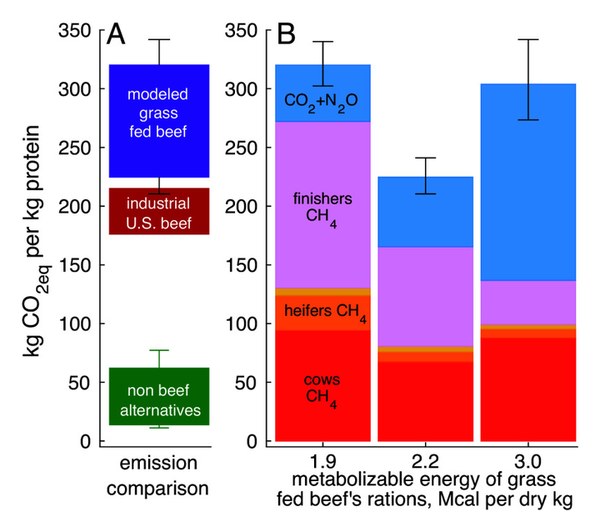 A
B
350
300
250
200
150
100
50
0
kg CO2eq per kg protein
modeled
grass
fed beef
industrial
U.S. beef
non beef
alternatives
emission
comparison
350
300
250
200
150
100
50
0
CO2+N2O
finishers
CH4
heifers CH4
cows
CH4
1.9 2.2 3.0
metabolizable energy of grass
fed beef's rations, Mcal per dry kg